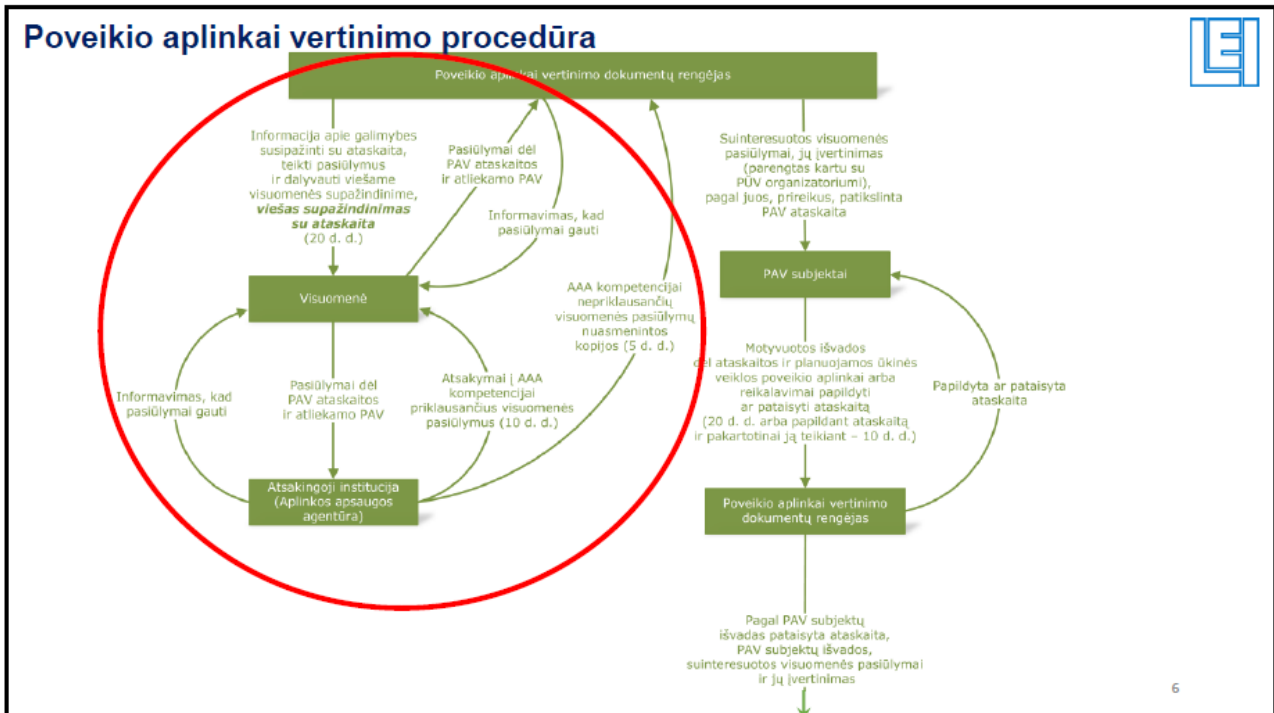 Poveikio aplinkai vertinimo procedūra
LEI
Poveikio aplinkai vertinimo dokumentų rengėjas
Informacija apie galimybes
susipažinti su ataskaita,
teikti pasiūlymus
ir dalyvauti viešame
visuomenės supažindinime,
viešas supažindinimas
su ataskaita
(20 d. d.)
Pasiūlymai dėl
PAV ataskaitos
ir atliekamo PAV
Informavimas, kad
pasiūlymai gauti
Suinteresuotos visuomenės
pasiūlymai, jų įvertinimas
(parengtas kartu su
PŪV organizatoriumi),
pagal juos, prireikus, patikslinta
PAV ataskaita
Visuomenė
AAA kompetencijai
nepriklausančių
visuomenės pasiūlymų
nuasmenintos
kopijos (5 d. d.)
PAV subjektai
Informavimas, kad
pasiūlymai gauti
Pasiūlymai dėl
PAV ataskaitos
ir atliekamo PAV
Atsakymai į AAA
kompetencijai
priklausančius visuomenės
pasiūlymus (10 d. d.)
Motyvuotos išvados
dėl ataskaitos ir planuojamos ūkinės
veiklos poveikio aplinkai arba
reikalavimai papildyti
ar pataisyti ataskaitą
(20 d. d. arba papildant ataskaitą
ir pakartotinai ją teikiant – 10 d. d.)
Papildyta ar pataisyta
ataskaita
Atsakingoji institucija
(Aplinkos apsaugos
agentūra)
Poveikio aplinkai vertinimo
dokumentų rengėjas
Pagal PAV subjektų
išvadas pataisyta ataskaita,
PAV subjektų išvados,
suinteresuotos visuomenės pasiūlymai
ir jų įvertinimas
6